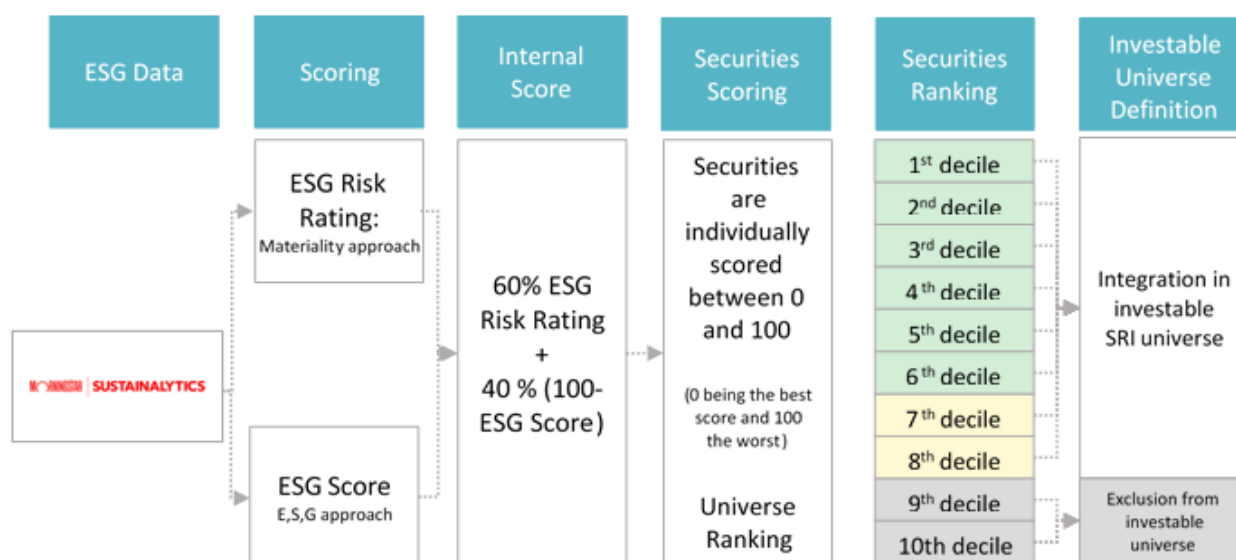 ESG Data
Scoring
Internal
Score
Securities
Scoring
Securities
Ranking
Investable
Universe
Definition
MORNINGSTAR | SUSTAINALYTICS
ESG Risk
Rating:
Materiality approach
ESG Score
E,S,G approach
60% ESG
Risk Rating
+
40 % (100-
ESG Score)
Securities
are
individually
scored
between 0
and 100
(0 being the best
score and 100
the worst)
Universe
Ranking
1st decile
2nd decile
3rd decile
4th decile
5th decile
6th decile
7th decile
8th decile
9th decile
10th decile
Integration in
investable
SRI universe
Exclusion from
investable
universe